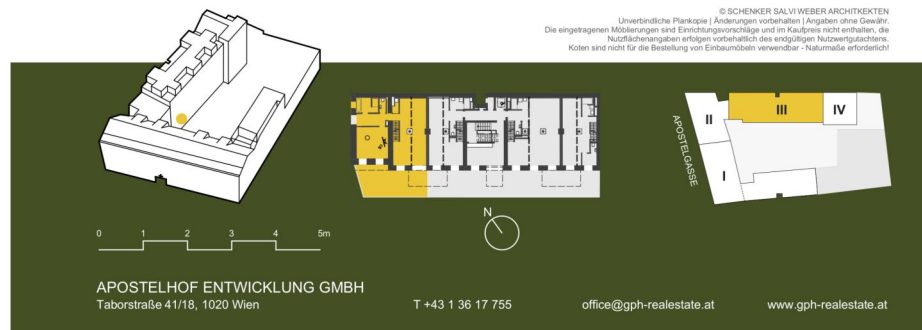 © SCHENKER SALVI WEBER ARCHITKEKTEN
Unverbindliche Plankopie | Änderungen vorbehalten | Angaben ohne Gewähr.
Die eingetragenen Möblierungen sind Einrichtungsvorschläge und im Kaufpreis nicht enthalten, die
Nutzflächenangaben erfolgen vorbehaltlich des endgültigen Nutzwertgutachtens.
Koten sind nicht für die Bestellung von Einbaumöbeln verwendbar - Naturmaße erforderlich!
II
III
IV
I
APOSTELGASSE
N
0 1 2 3 4 5m
APOSTELHOF ENTWICKLUNG GMBH
Taborstraße 41/18, 1020 Wien
T +43 1 36 17 755
office@gph-realestate.at
www.gph-realestate.at